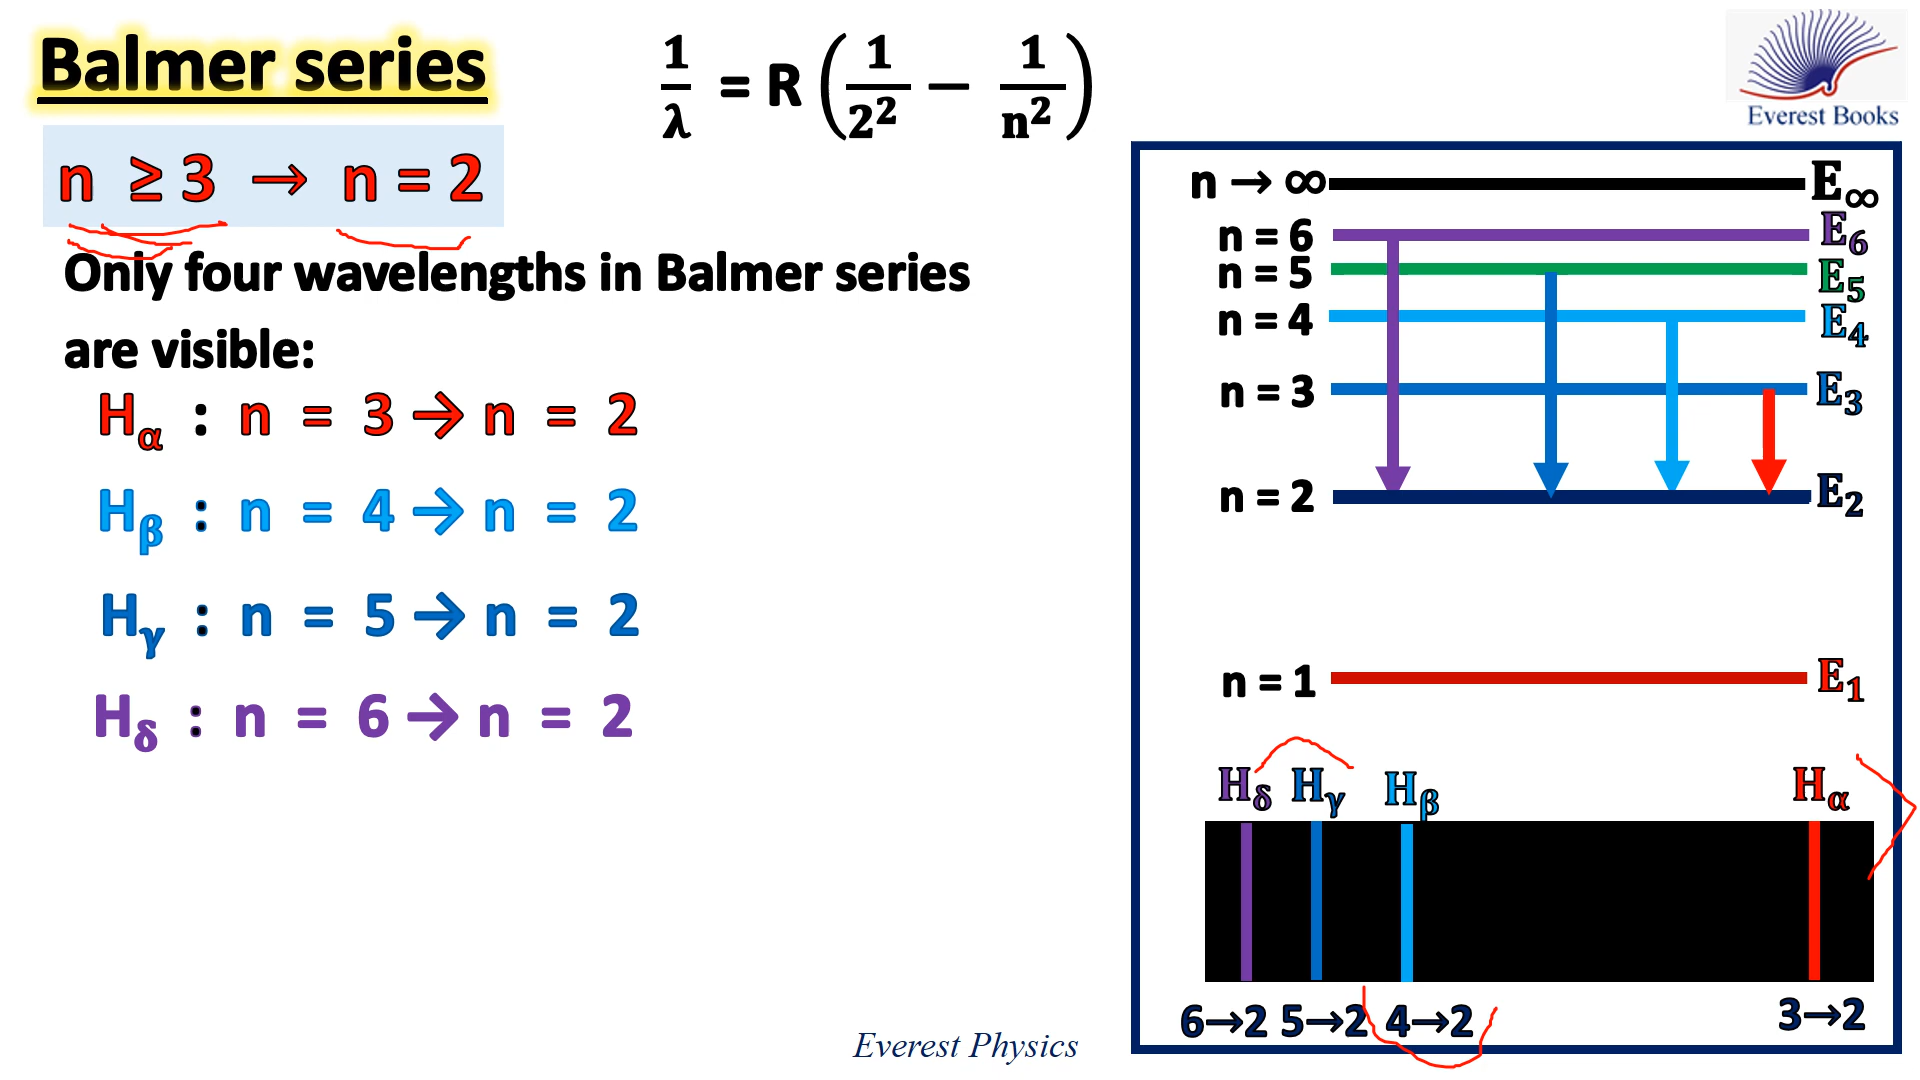 Balmer series
1/λ = R (1/2² − 1/n²)
Everest Books
n ≥ 3 → n = 2
Only four wavelengths in Balmer series
are visible:
Hα : n = 3 → n = 2
Hβ : n = 4 → n = 2
Hγ : n = 5 → n = 2
Hδ : n = 6 → n = 2
n → ∞ E∞
n = 6 E₆
n = 5 E₅
n = 4 E₄
n = 3 E₃
n = 2 E₂
n = 1 E₁
Hδ Hγ Hβ Hα
6→2 5→2 4→2 3→2
Everest Physics